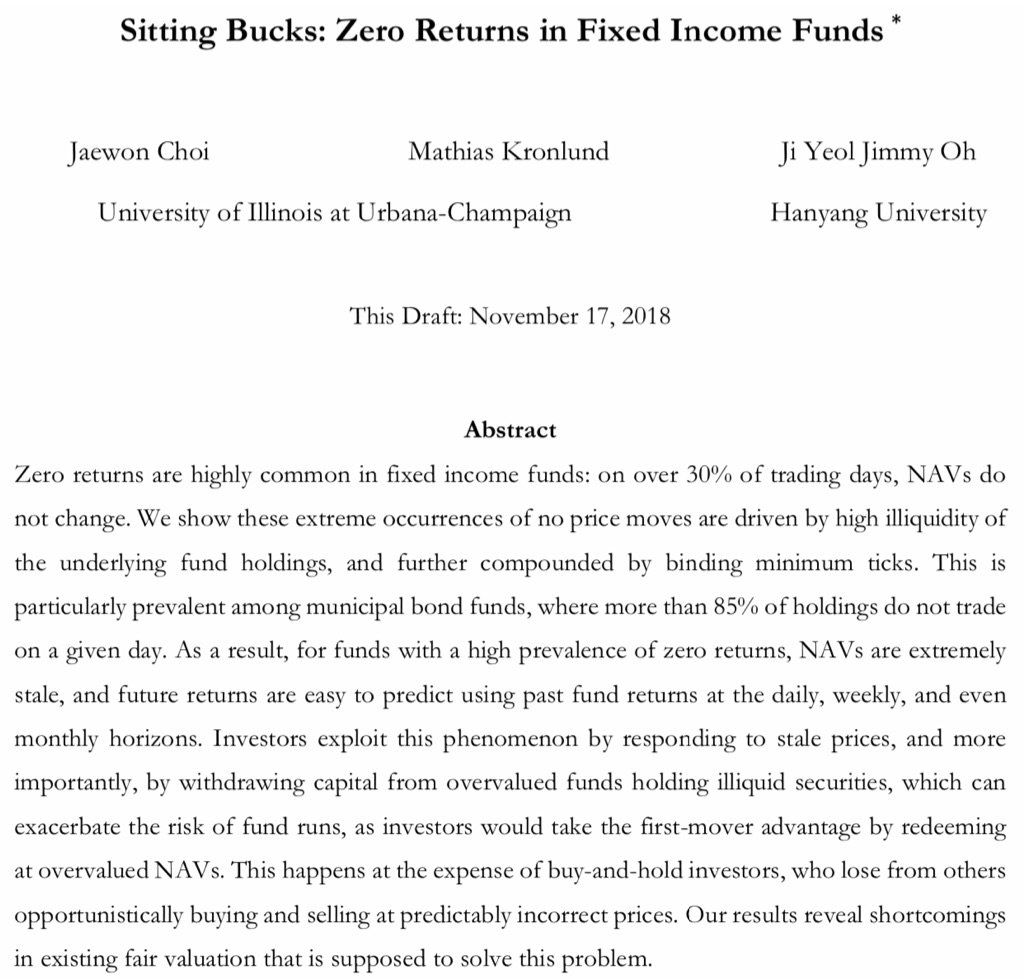 Sitting Bucks: Zero Returns in Fixed Income Funds*
Jaewon Choi Mathias Kronlund Ji Yeol Jimmy Oh
University of Illinois at Urbana-Champaign Hanyang University
This Draft: November 17, 2018
Abstract
Zero returns are highly common in fixed income funds: on over 30% of trading days, NAVs do
not change. We show these extreme occurrences of no price moves are driven by high illiquidity of
the underlying fund holdings, and further compounded by binding minimum ticks. This is
particularly prevalent among municipal bond funds, where more than 85% of holdings do not trade
on a given day. As a result, for funds with a high prevalence of zero returns, NAVs are extremely
stale, and future returns are easy to predict using past fund returns at the daily, weekly, and even
monthly horizons. Investors exploit this phenomenon by responding to stale prices, and more
importantly, by withdrawing capital from overvalued funds holding illiquid securities, which can
exacerbate the risk of fund runs, as investors would take the first-mover advantage by redeeming
at overvalued NAVs. This happens at the expense of buy-and-hold investors, who lose from others
opportunistically buying and selling at predictably incorrect prices. Our results reveal shortcomings
in existing fair valuation that is supposed to solve this problem.